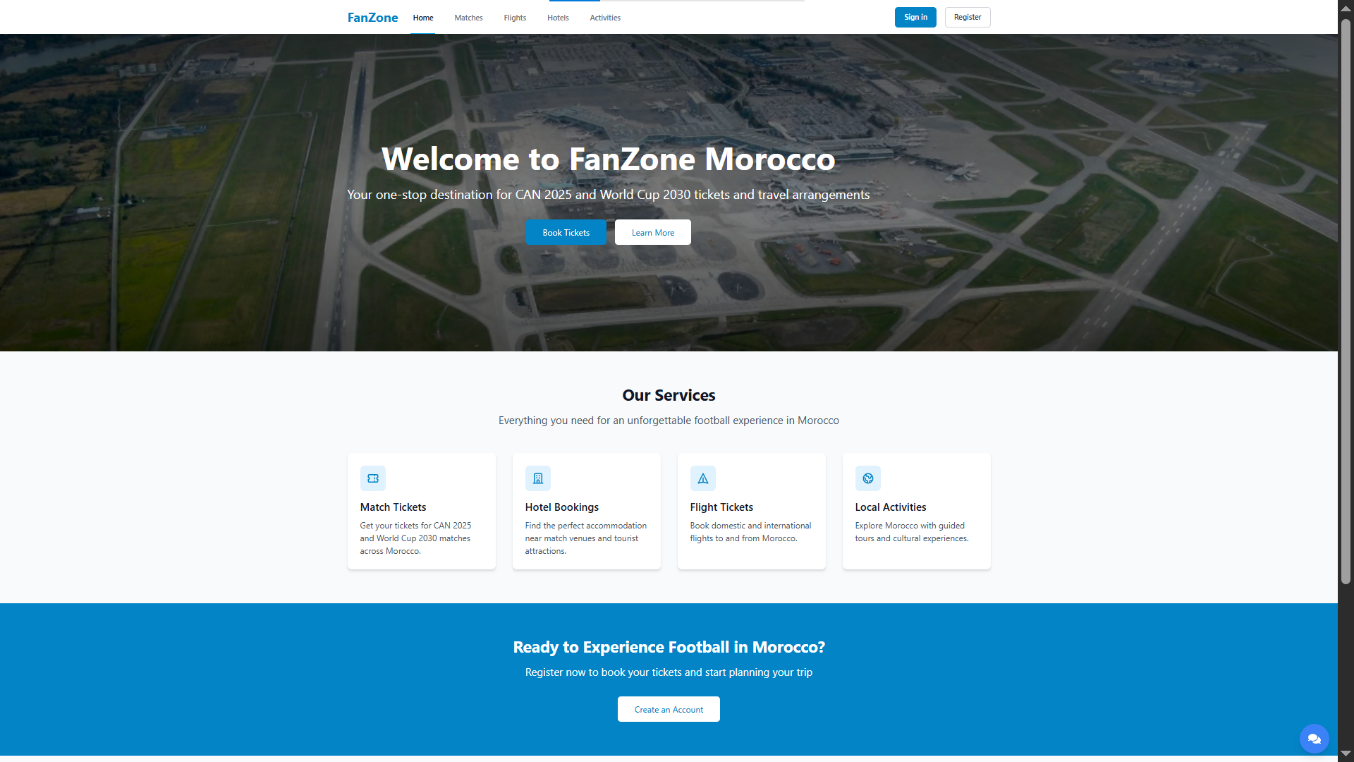 FanZone Home Matches Flights Hotels Activities Sign in Register
Welcome to FanZone Morocco
Your one-stop destination for CAN 2025 and World Cup 2030 tickets and travel arrangements
Book Tickets Learn More
Our Services
Everything you need for an unforgettable football experience in Morocco
Match Tickets
Get your tickets for CAN 2025
and World Cup 2030 matches
across Morocco.
Hotel Bookings
Find the perfect accommodation
near match venues and tourist
attractions.
Flight Tickets
Book domestic and international
flights to and from Morocco.
Local Activities
Explore Morocco with guided
tours and cultural experiences.
Ready to Experience Football in Morocco?
Register now to book your tickets and start planning your trip
Create an Account